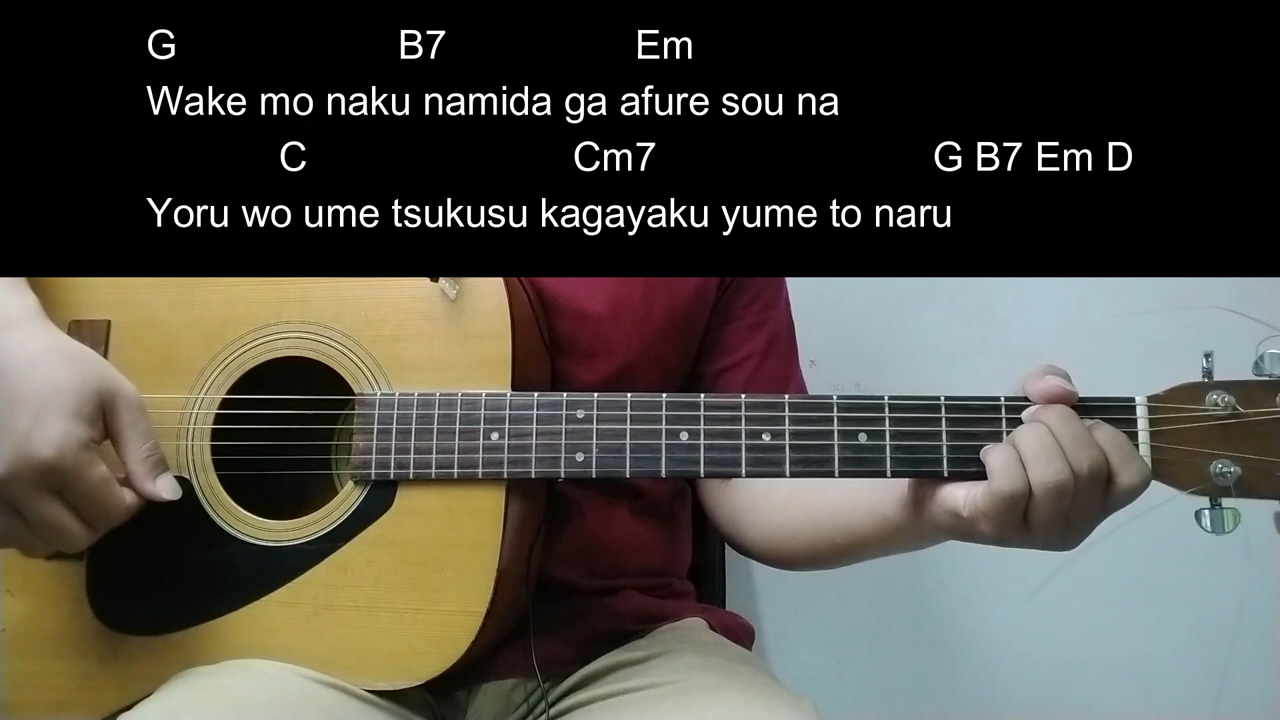 G B7 Em
Wake mo naku namida ga afure sou na
C Cm7 G B7 Em D
Yoru wo ume tsukusu kagayaku yume to naru